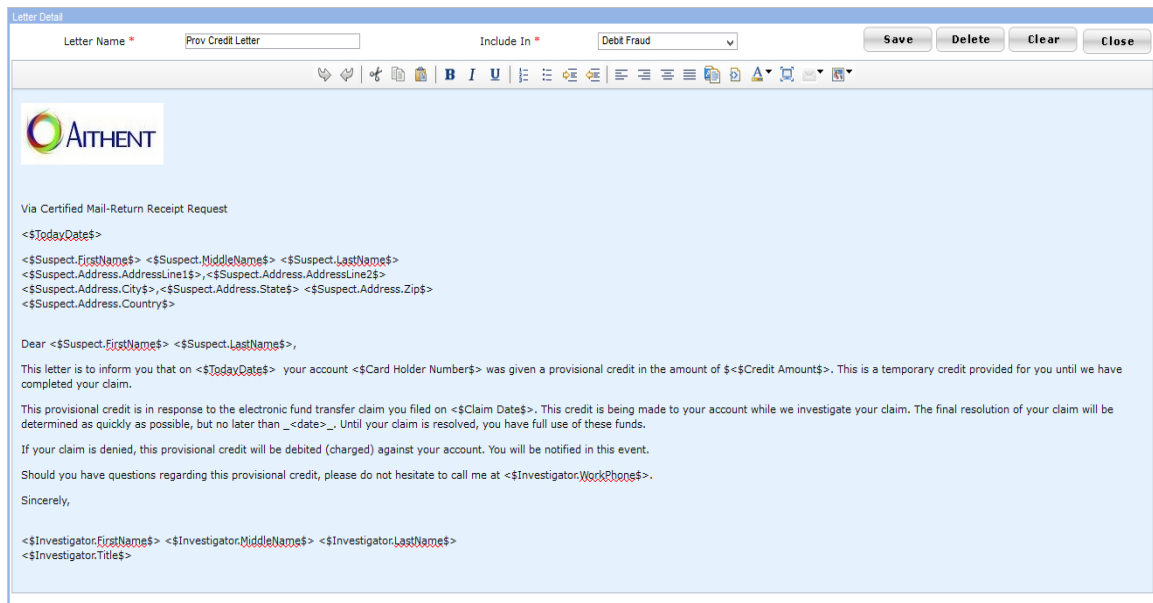 Letter Detail
Letter Name * Prov Credit Letter Include In * Debit Fraud Save Delete Clear Close
B I U A
AITHENT
Via Certified Mail-Return Receipt Request
<$TodayDate$>
<$Suspect.FirstName$> <$Suspect.MiddleName$> <$Suspect.LastName$>
<$Suspect.Address.AddressLine1$>,<$Suspect.Address.AddressLine2$>
<$Suspect.Address.City$>,<$Suspect.Address.State$> <$Suspect.Address.Zip$>
<$Suspect.Address.Country$>
Dear <$Suspect.FirstName$> <$Suspect.LastName$>,
This letter is to inform you that on <$TodayDate$> your account <$Card Holder Number$> was given a provisional credit in the amount of $<$Credit Amount$>. This is a temporary credit provided for you until we have
completed your claim.
This provisional credit is in response to the electronic fund transfer claim you filed on <$Claim Date$>. This credit is being made to your account while we investigate your claim. The final resolution of your claim will be
determined as quickly as possible, but no later than _<date>_. Until your claim is resolved, you have full use of these funds.
If your claim is denied, this provisional credit will be debited (charged) against your account. You will be notified in this event.
Should you have questions regarding this provisional credit, please do not hesitate to call me at <$Investigator.WorkPhone$>.
Sincerely,
<$Investigator.FirstName$> <$Investigator.MiddleName$> <$Investigator.LastName$>
<$Investigator.Title$>